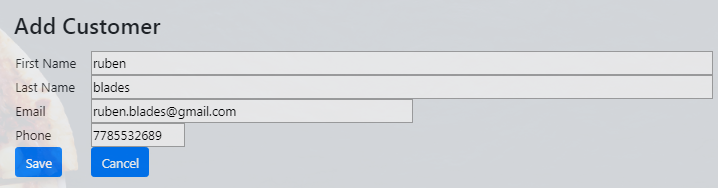 Add Customer
First Name ruben
Last Name blades
Email ruben.blades@gmail.com
Phone 7785532689
Save Cancel